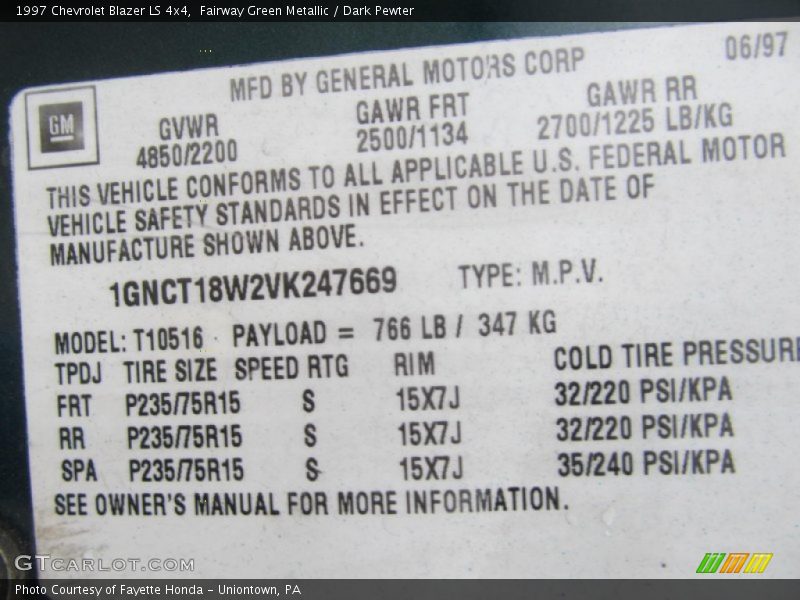 1997 Chevrolet Blazer LS 4x4,  Fairway Green Metallic / Dark Pewter
MFD BY GENERAL MOTORS CORP 06/97
GM
GVWR GAWR FRT GAWR RR
4850/2200 2500/1134 2700/1225 LB/KG
THIS VEHICLE CONFORMS TO ALL APPLICABLE U.S. FEDERAL MOTOR
VEHICLE SAFETY STANDARDS IN EFFECT ON THE DATE OF
MANUFACTURE SHOWN ABOVE.
1GNCT18W2VK247669 TYPE: M.P.V.
MODEL: T10516 PAYLOAD = 766 LB / 347 KG
TPDJ TIRE SIZE SPEED RTG RIM COLD TIRE PRESSURE
FRT P235/75R15 S 15X7J 32/220 PSI/KPA
RR P235/75R15 S 15X7J 32/220 PSI/KPA
SPA P235/75R15 S 15X7J 35/240 PSI/KPA
SEE OWNER'S MANUAL FOR MORE INFORMATION.
GTCARLOT.COM
Photo Courtesy of Fayette Honda - Uniontown, PA